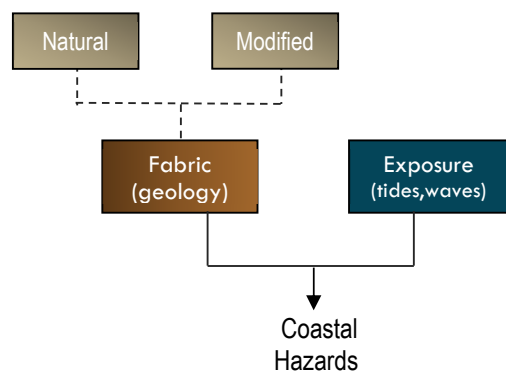 Natural
Modified
Fabric
(geology)
Exposure
(tides,waves)
Coastal
Hazards